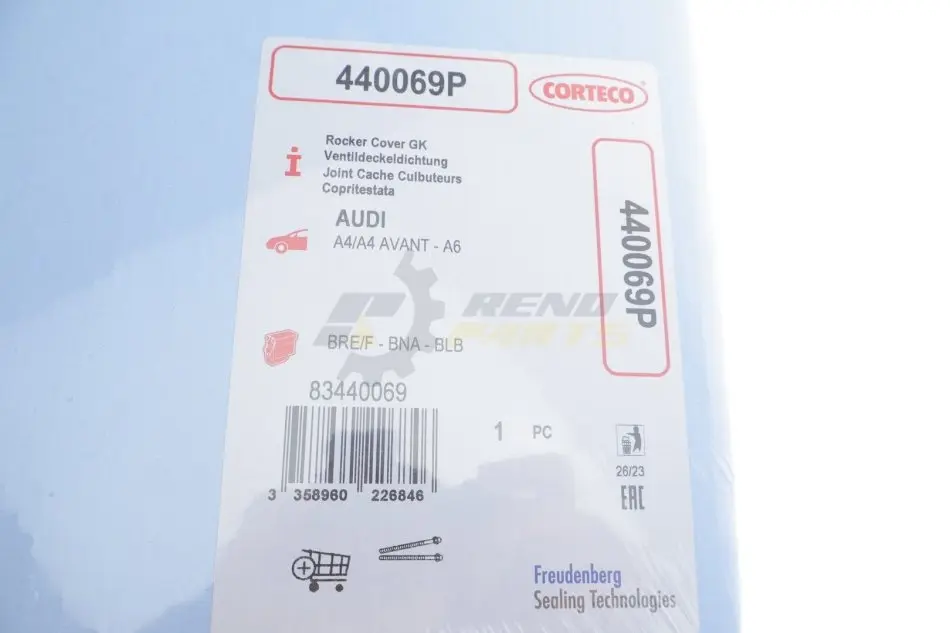 440069P
CORTECO
Rocker Cover GK
Ventildeckeldichtung
Joint Cache Culbuteurs
Copritestata
440069P
AUDI
A4/A4 AVANT - A6
REND
PARTS
BRE/F - BNA - BLB
83440069
1 PC
3 358960 226846
26/23
EAC
Freudenberg
Sealing Technologies